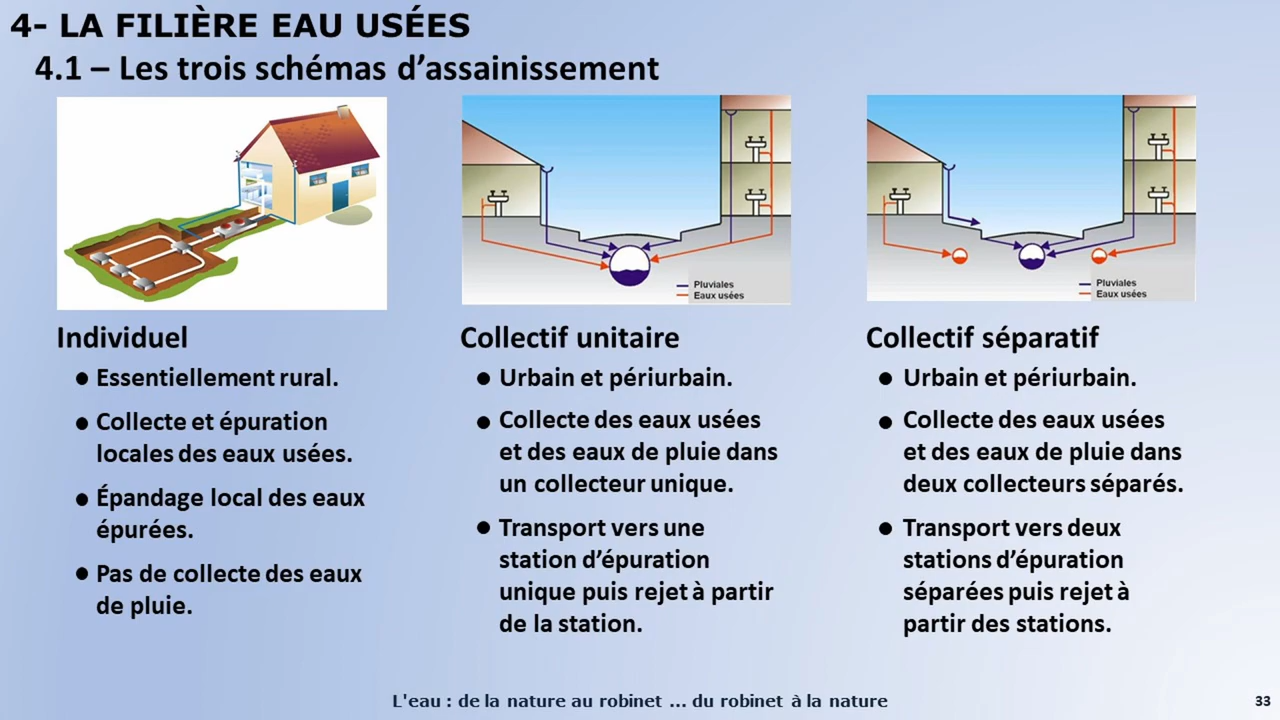 4- LA FILIÈRE EAU USÉES
4.1 – Les trois schémas d’assainissement
Pluviales
Eaux usées
Pluviales
Eaux usées
Individuel
● Essentiellement rural.
● Collecte et épuration
locales des eaux usées.
● Épandage local des eaux
épurées.
● Pas de collecte des eaux
de pluie.
Collectif unitaire
● Urbain et périurbain.
● Collecte des eaux usées
et des eaux de pluie dans
un collecteur unique.
● Transport vers une
station d’épuration
unique puis rejet à partir
de la station.
Collectif séparatif
● Urbain et périurbain.
● Collecte des eaux usées
et des eaux de pluie dans
deux collecteurs séparés.
● Transport vers deux
stations d’épuration
séparées puis rejet à
partir des stations.
L'eau : de la nature au robinet ... du robinet à la nature
33